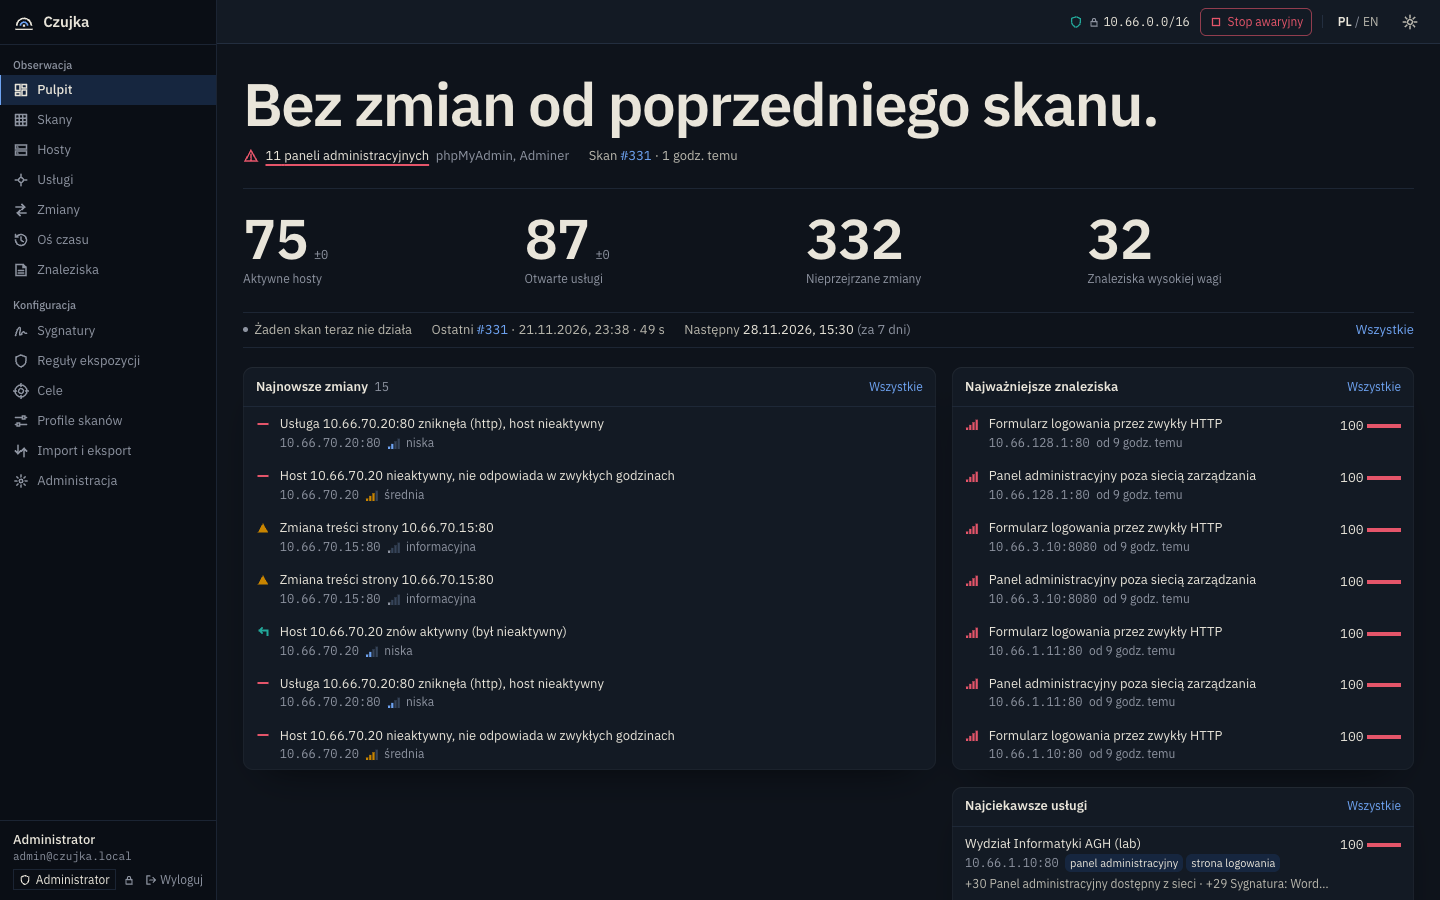 Czujka
10.66.0.0/16
Stop awaryjny
PL / EN
Obserwacja
Pulpit
Skany
Hosty
Usługi
Zmiany
Oś czasu
Znaleziska
Konfiguracja
Sygnatury
Reguły ekspozycji
Cele
Profile skanów
Import i eksport
Administracja
Administrator
admin@czujka.local
Administrator
Wyloguj
Bez zmian od poprzedniego skanu.
11 paneli administracyjnych phpMyAdmin, Adminer Skan #331 · 1 godz. temu
75 ±0
Aktywne hosty
87 ±0
Otwarte usługi
332
Nieprzejrzane zmiany
32
Znaleziska wysokiej wagi
Żaden skan teraz nie działa Ostatni #331 · 21.11.2026, 23:38 · 49 s Następny 28.11.2026, 15:30 (za 7 dni) Wszystkie
Najnowsze zmiany 15 Wszystkie
Usługa 10.66.70.20:80 zniknęła (http), host nieaktywny
10.66.70.20:80 niska
Host 10.66.70.20 nieaktywny, nie odpowiada w zwykłych godzinach
10.66.70.20 średnia
Zmiana treści strony 10.66.70.15:80
10.66.70.15:80 informacyjna
Zmiana treści strony 10.66.70.15:80
10.66.70.15:80 informacyjna
Host 10.66.70.20 znów aktywny (był nieaktywny)
10.66.70.20 niska
Usługa 10.66.70.20:80 zniknęła (http), host nieaktywny
10.66.70.20:80 niska
Host 10.66.70.20 nieaktywny, nie odpowiada w zwykłych godzinach
10.66.70.20 średnia
Najważniejsze znaleziska Wszystkie
Formularz logowania przez zwykły HTTP 100
10.66.128.1:80 od 9 godz. temu
Panel administracyjny poza siecią zarządzania 100
10.66.128.1:80 od 9 godz. temu
Formularz logowania przez zwykły HTTP 100
10.66.3.10:8080 od 9 godz. temu
Panel administracyjny poza siecią zarządzania 100
10.66.3.10:8080 od 9 godz. temu
Formularz logowania przez zwykły HTTP 100
10.66.1.11:80 od 9 godz. temu
Panel administracyjny poza siecią zarządzania 100
10.66.1.11:80 od 9 godz. temu
Formularz logowania przez zwykły HTTP 100
10.66.1.10:80 od 9 godz. temu
Najciekawsze usługi Wszystkie
Wydział Informatyki AGH (lab) 100
10.66.1.10:80 panel administracyjny strona logowania
+30 Panel administracyjny dostępny z sieci · +29 Sygnatura: Word...